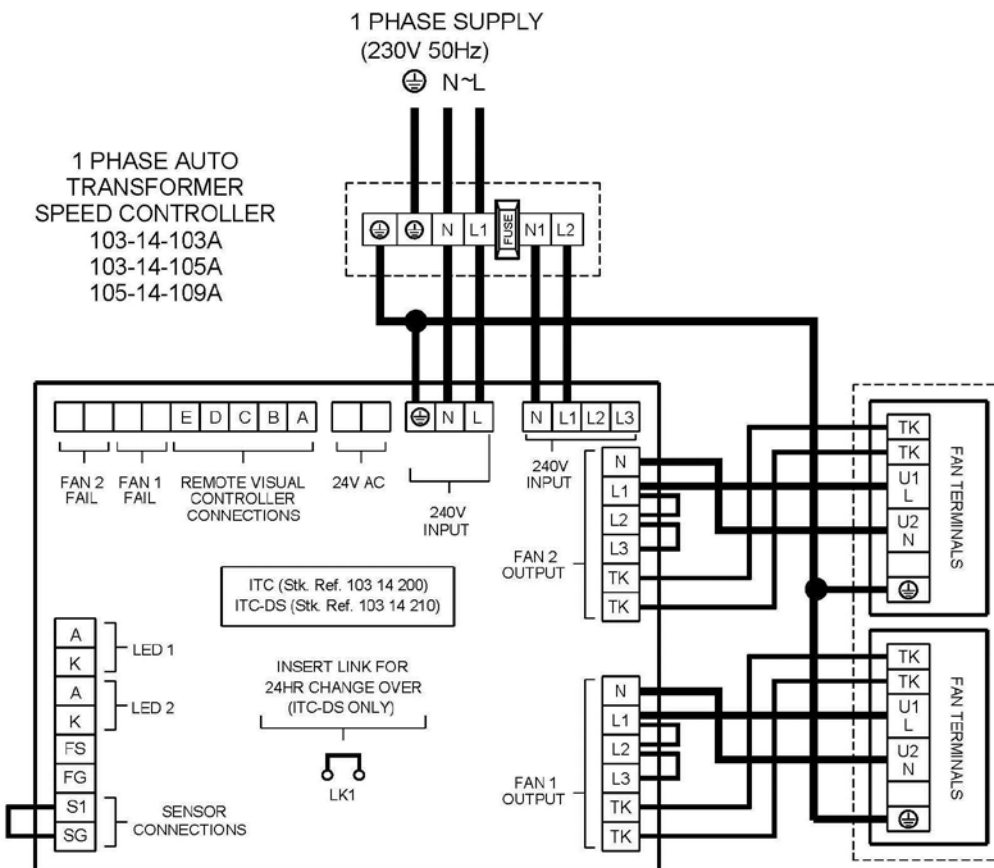 1 PHASE SUPPLY
(230V 50Hz)
N~L
1 PHASE AUTO
TRANSFORMER
SPEED CONTROLLER
103-14-103A
103-14-105A
105-14-109A
N L1 FUSE N1 L2
E D C B A
N L
N L1 L2 L3
FAN 2
FAIL
FAN 1
FAIL
REMOTE VISUAL
CONTROLLER
CONNECTIONS
24V AC
240V
INPUT
240V
INPUT
N
L1
L2
L3
TK
TK
FAN 2
OUTPUT
TK
TK
U1
L
U2
N
FAN TERMINALS
ITC (Stk. Ref. 103 14 200)
ITC-DS (Stk. Ref. 103 14 210)
A
K
LED 1
A
K
LED 2
FS
FG
S1
SG
SENSOR
CONNECTIONS
INSERT LINK FOR
24HR CHANGE OVER
(ITC-DS ONLY)
LK1
N
L1
L2
L3
TK
TK
FAN 1
OUTPUT
TK
TK
U1
L
U2
N
FAN TERMINALS